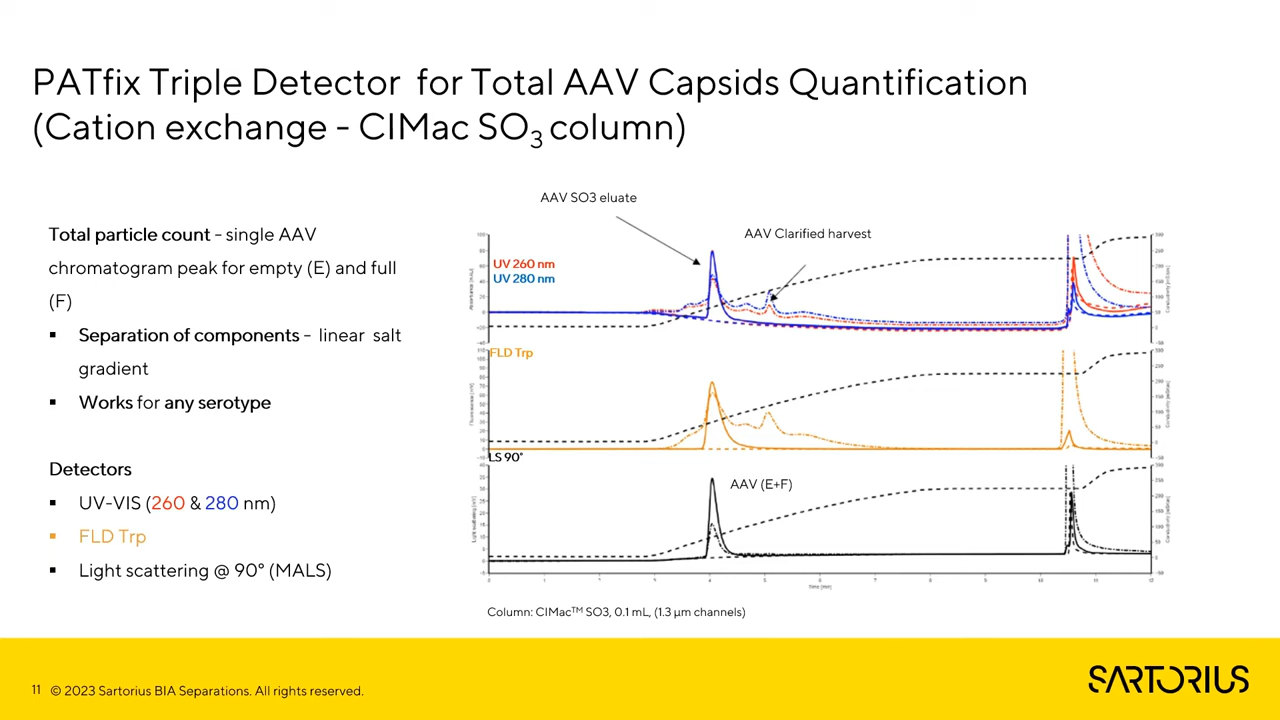 PATfix Triple Detector for Total AAV Capsids Quantification
(Cation exchange - CIMac SO3 column)
Total particle count - single AAV
chromatogram peak for empty (E) and full
(F)
▪ Separation of components - linear salt
gradient
▪ Works for any serotype
Detectors
▪ UV-VIS (260 & 280 nm)
▪ FLD Trp
▪ Light scattering @ 90° (MALS)
AAV SO3 eluate
AAV Clarified harvest
UV 260 nm
UV 280 nm
FLD Trp
LS 90°
AAV (E+F)
Column: CIMac™ SO3, 0.1 mL, (1.3 µm channels)
11 © 2023 Sartorius BIA Separations. All rights reserved.
SARTORIUS